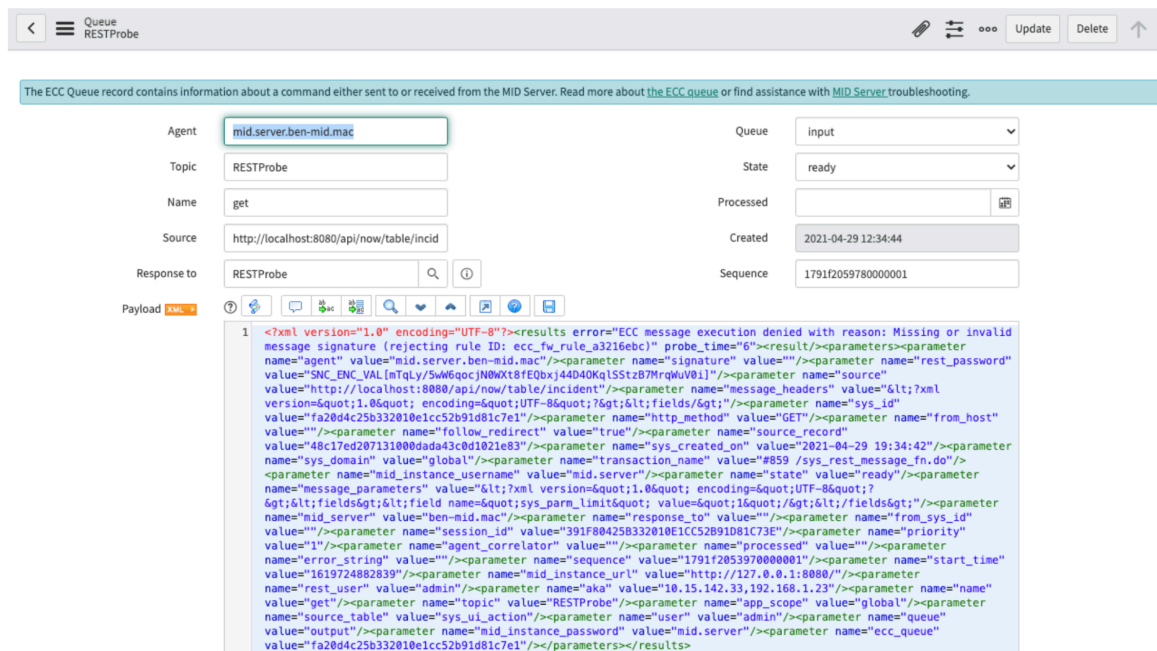 Queue
RESTProbe
Update
Delete
The ECC Queue record contains information about a command either sent to or received from the MID Server. Read more about the ECC queue or find assistance with MID Server troubleshooting.
Agent
mid.server.ben-mid.mac
Queue
input
Topic
RESTProbe
State
ready
Name
get
Processed
Source
http://localhost:8080/api/now/table/incid
Created
2021-04-29 12:34:44
Response to
RESTProbe
Sequence
1791f2059780000001
Payload XML
1
<?xml version="1.0" encoding="UTF-8"?><results error="ECC message execution denied with reason: Missing or invalid
message signature (rejecting rule ID: ecc_fw_rule_a3216ebc)" probe_time="6"><result/><parameters><parameter
name="agent" value="mid.server.ben-mid.mac"/><parameter name="signature" value=""/><parameter name="rest_password"
value="SNC_ENC_VAL[mTqLy/5wW6qocjN0WXt8fEQbxj44D4OKqlSStzB7MrqWuV0i]"/><parameter name="source"
value="http://localhost:8080/api/now/table/incident"/><parameter name="message_headers" value="&lt;?xml
version=&quot;1.0&quot; encoding=&quot;UTF-8&quot;?&gt;&lt;fields/&gt;"/><parameter name="sys_id"
value="fa20d4c25b332010e1cc52b91d81c7e1"/><parameter name="http_method" value="GET"/><parameter name="from_host"
value=""/><parameter name="follow_redirect" value="true"/><parameter name="source_record"
value="48c17ed207131000dada43c0d1021e83"/><parameter name="sys_created_on" value="2021-04-29 19:34:42"/><parameter
name="sys_domain" value="global"/><parameter name="transaction_name" value="#859 /sys_rest_message_fn.do"/>
<parameter name="mid_instance_username" value="mid.server"/><parameter name="state" value="ready"/><parameter
name="message_parameters" value="&lt;?xml version=&quot;1.0&quot; encoding=&quot;UTF-8&quot;?
&gt;&lt;fields&gt;&lt;field name=&quot;sys_parm_limit&quot; value=&quot;1&quot;/&gt;&lt;/fields&gt;"/><parameter
name="mid_server" value="ben-mid.mac"/><parameter name="response_to" value=""/><parameter name="from_sys_id"
value=""/><parameter name="session_id" value="391F80425B332010E1CC52B91D81C73E"/><parameter name="priority"
value="1"/><parameter name="agent_correlator" value=""/><parameter name="processed" value=""/><parameter
name="error_string" value=""/><parameter name="sequence" value="1791f2053970000001"/><parameter name="start_time"
value="1619724882839"/><parameter name="mid_instance_url" value="http://127.0.0.1:8080/"/><parameter
name="rest_user" value="admin"/><parameter name="aka" value="10.15.142.33,192.168.1.23"/><parameter name="name"
value="get"/><parameter name="topic" value="RESTProbe"/><parameter name="app_scope" value="global"/><parameter
name="source_table" value="sys_ui_action"/><parameter name="user" value="admin"/><parameter name="queue"
value="output"/><parameter name="mid_instance_password" value="mid.server"/><parameter name="ecc_queue"
value="fa20d4c25b332010e1cc52b91d81c7e1"/></parameters></results>